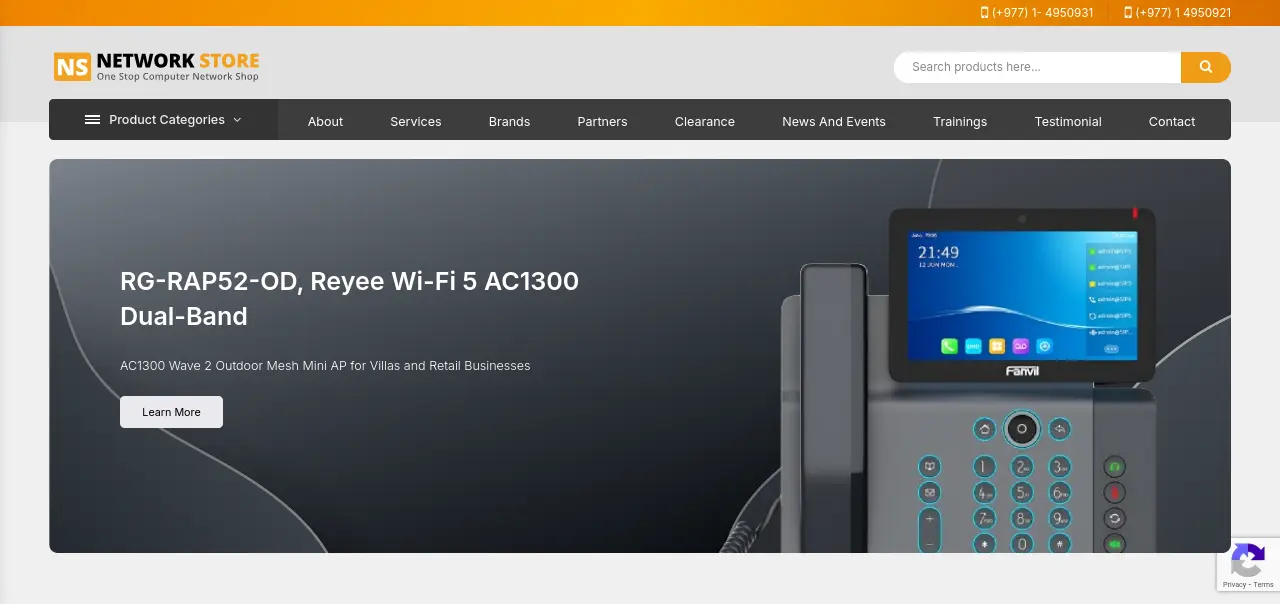 (+977) 1- 4950931
(+977) 1 4950921
NS NETWORK STORE
One Stop Computer Network Shop
Search products here...
Product Categories
About
Services
Brands
Partners
Clearance
News And Events
Trainings
Testimonial
Contact
RG-RAP52-OD, Reyee Wi-Fi 5 AC1300
Dual-Band
AC1300 Wave 2 Outdoor Mesh Mini AP for Villas and Retail Businesses
Learn More
21:49
12 JUN MON
Fanvil
1 2 3
4 5 6
7 8 9
* 0 #
Privacy - Terms